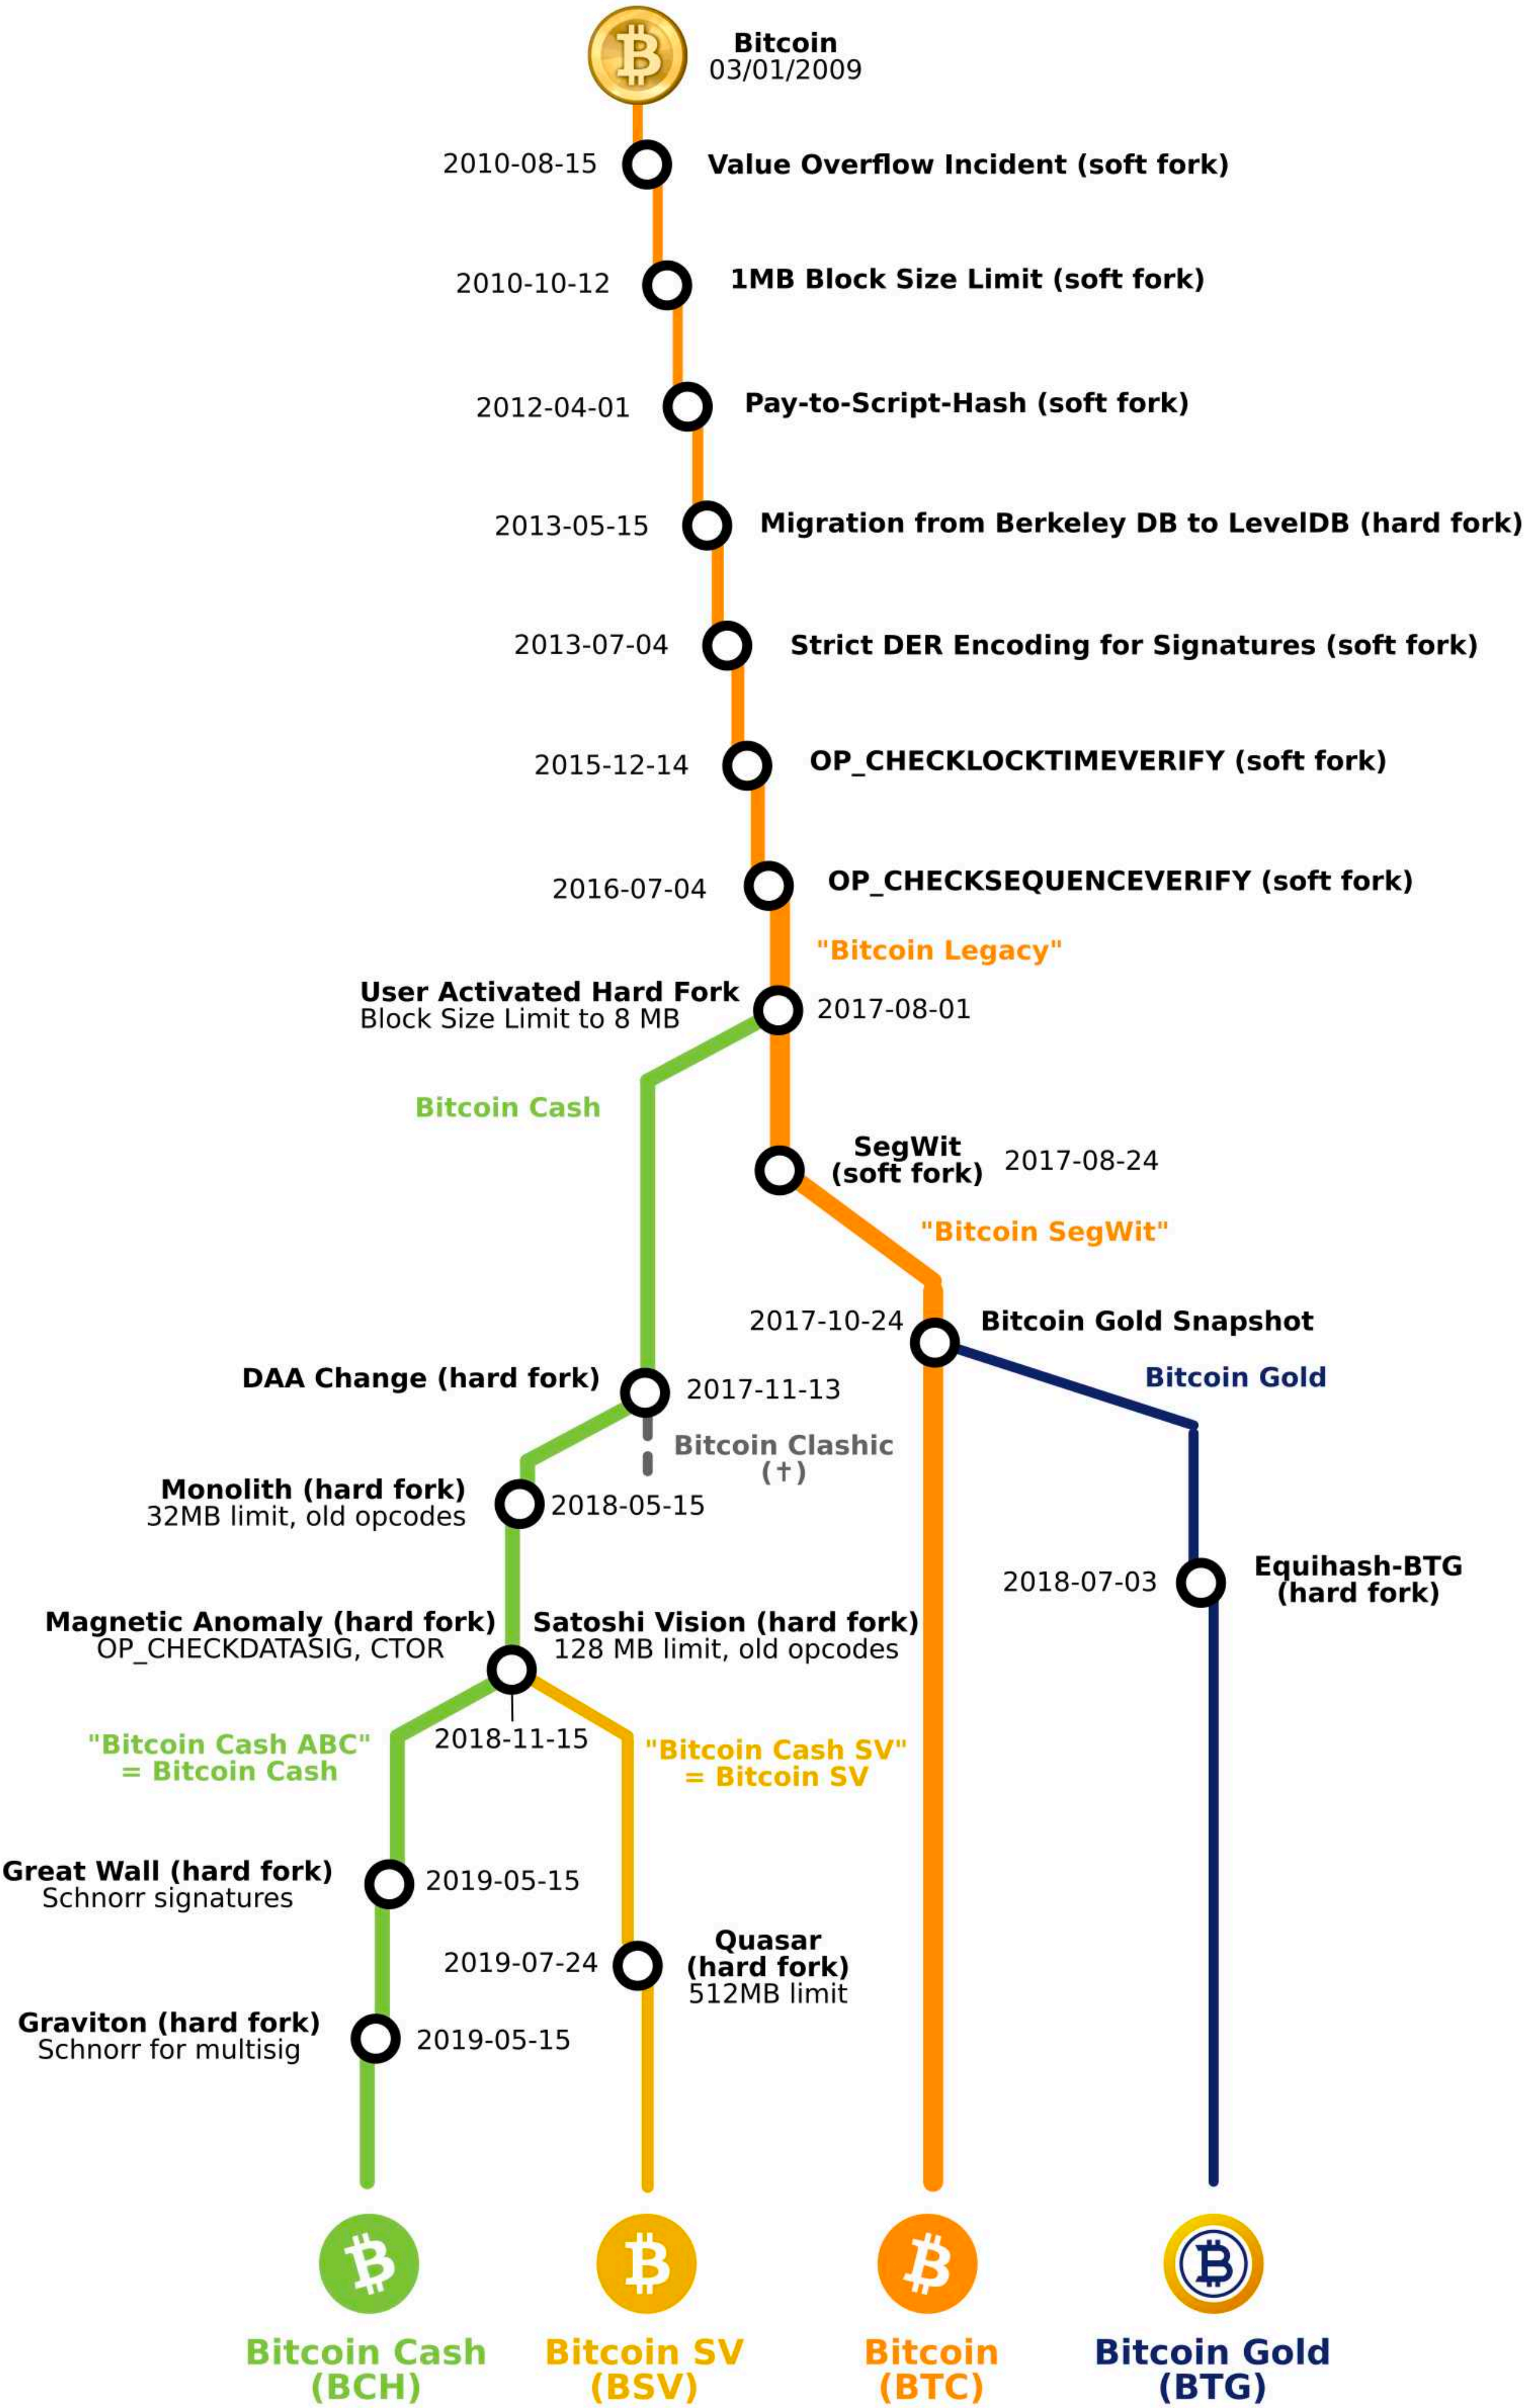 Bitcoin
03/01/2009
2010-08-15
Value Overflow Incident (soft fork)
2010-10-12
1MB Block Size Limit (soft fork)
2012-04-01
Pay-to-Script-Hash (soft fork)
2013-05-15
Migration from Berkeley DB to LevelDB (hard fork)
2013-07-04
Strict DER Encoding for Signatures (soft fork)
2015-12-14
OP_CHECKLOCKTIMEVERIFY (soft fork)
2016-07-04
OP_CHECKSEQUENCEVERIFY (soft fork)
"Bitcoin Legacy"
User Activated Hard Fork
Block Size Limit to 8 MB
2017-08-01
Bitcoin Cash
SegWit
(soft fork)
2017-08-24
"Bitcoin SegWit"
2017-10-24
Bitcoin Gold Snapshot
Bitcoin Gold
DAA Change (hard fork)
2017-11-13
Bitcoin Clashic
(✝)
Monolith (hard fork)
32MB limit, old opcodes
2018-05-15
2018-07-03
Equihash-BTG
(hard fork)
Magnetic Anomaly (hard fork)
OP_CHECKDATASIG, CTOR
Satoshi Vision (hard fork)
128 MB limit, old opcodes
2018-11-15
"Bitcoin Cash ABC"
= Bitcoin Cash
"Bitcoin Cash SV"
= Bitcoin SV
Great Wall (hard fork)
Schnorr signatures
2019-05-15
2019-07-24
Quasar
(hard fork)
512MB limit
Graviton (hard fork)
Schnorr for multisig
2019-05-15
Bitcoin Cash
(BCH)
Bitcoin SV
(BSV)
Bitcoin
(BTC)
Bitcoin Gold
(BTG)